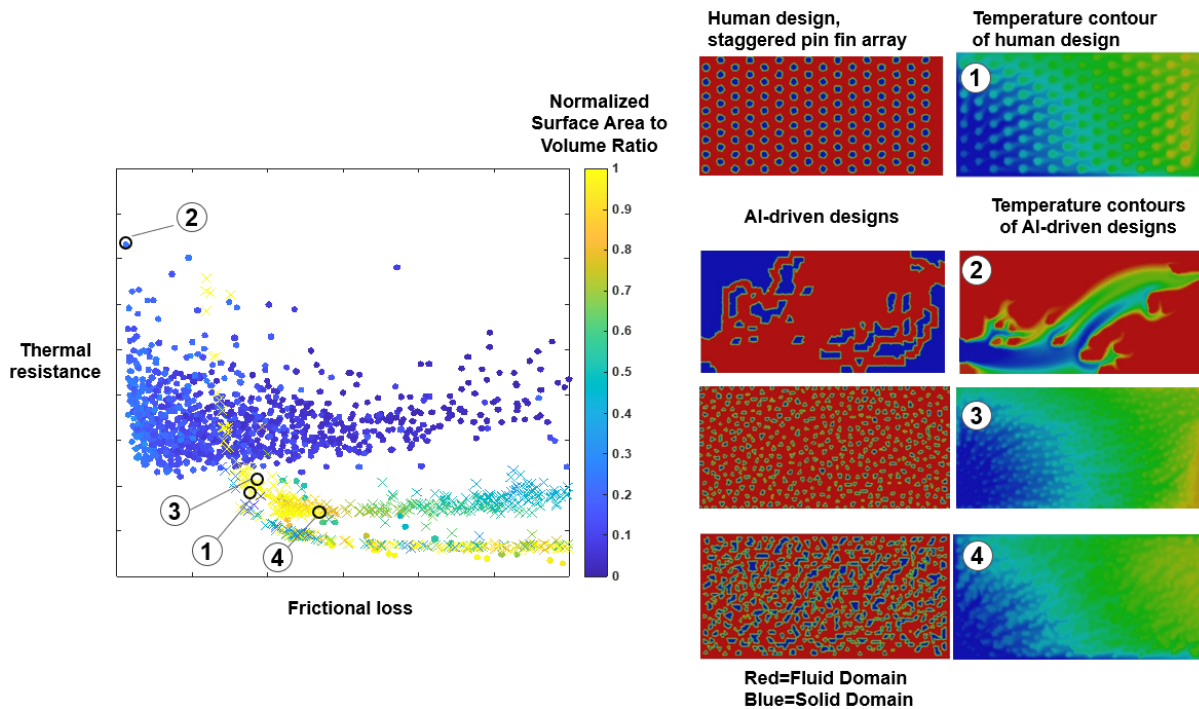 Human design,
staggered pin fin array
Temperature contour
of human design
1
Normalized
Surface Area to
Volume Ratio
1
0.9
0.8
0.7
0.6
0.5
0.4
0.3
0.2
0.1
0
2
Thermal
resistance
3
1
4
Frictional loss
AI-driven designs
Temperature contours
of AI-driven designs
2
3
4
Red=Fluid Domain
Blue=Solid Domain